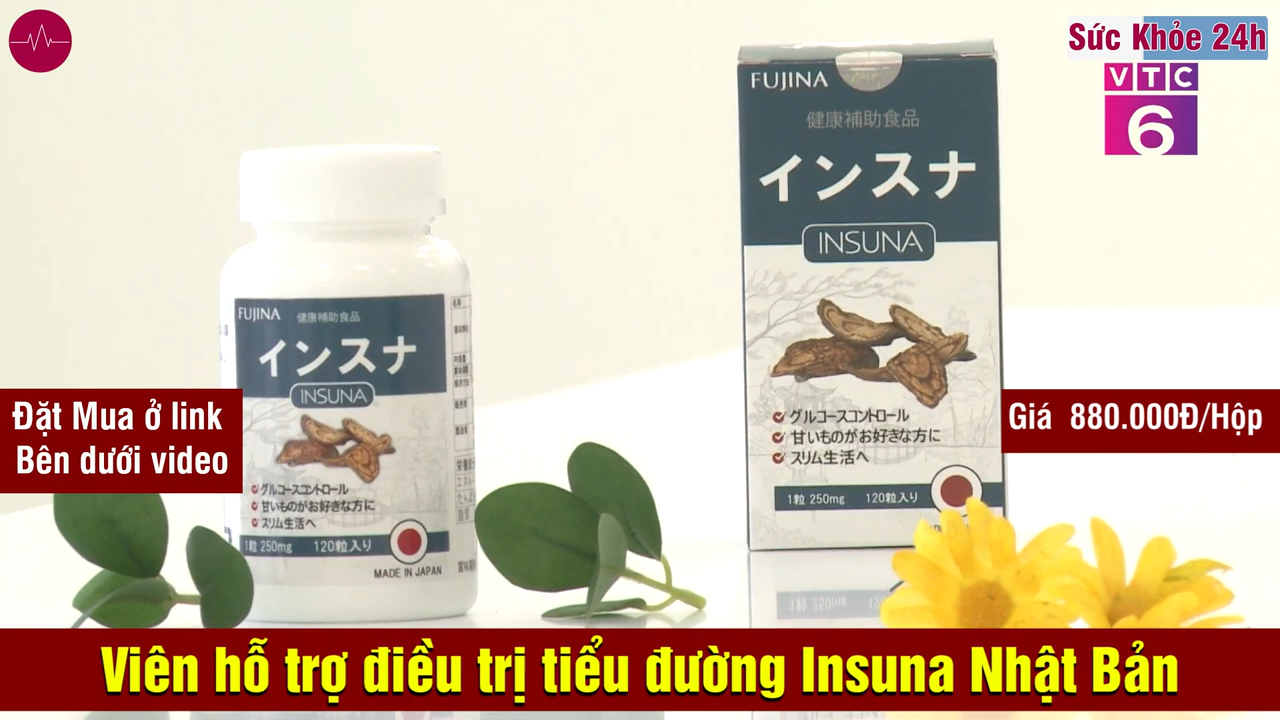 Sức Khỏe 24h
VTC
6
FUJINA
健康補助食品
インスナ
INSUNA
グルコースコントロール
甘いものがお好きな方に
スリム生活へ
1粒 250mg 120粒入り
FUJINA
健康補助食品
インスナ
INSUNA
グルコースコントロール
甘いものがお好きな方に
スリム生活へ
1粒 250mg 120粒入り
MADE IN JAPAN
Đặt Mua ở link
Bên dưới video
Giá 880.000Đ/Hộp
Viên hỗ trợ điều trị tiểu đường Insuna Nhật Bản